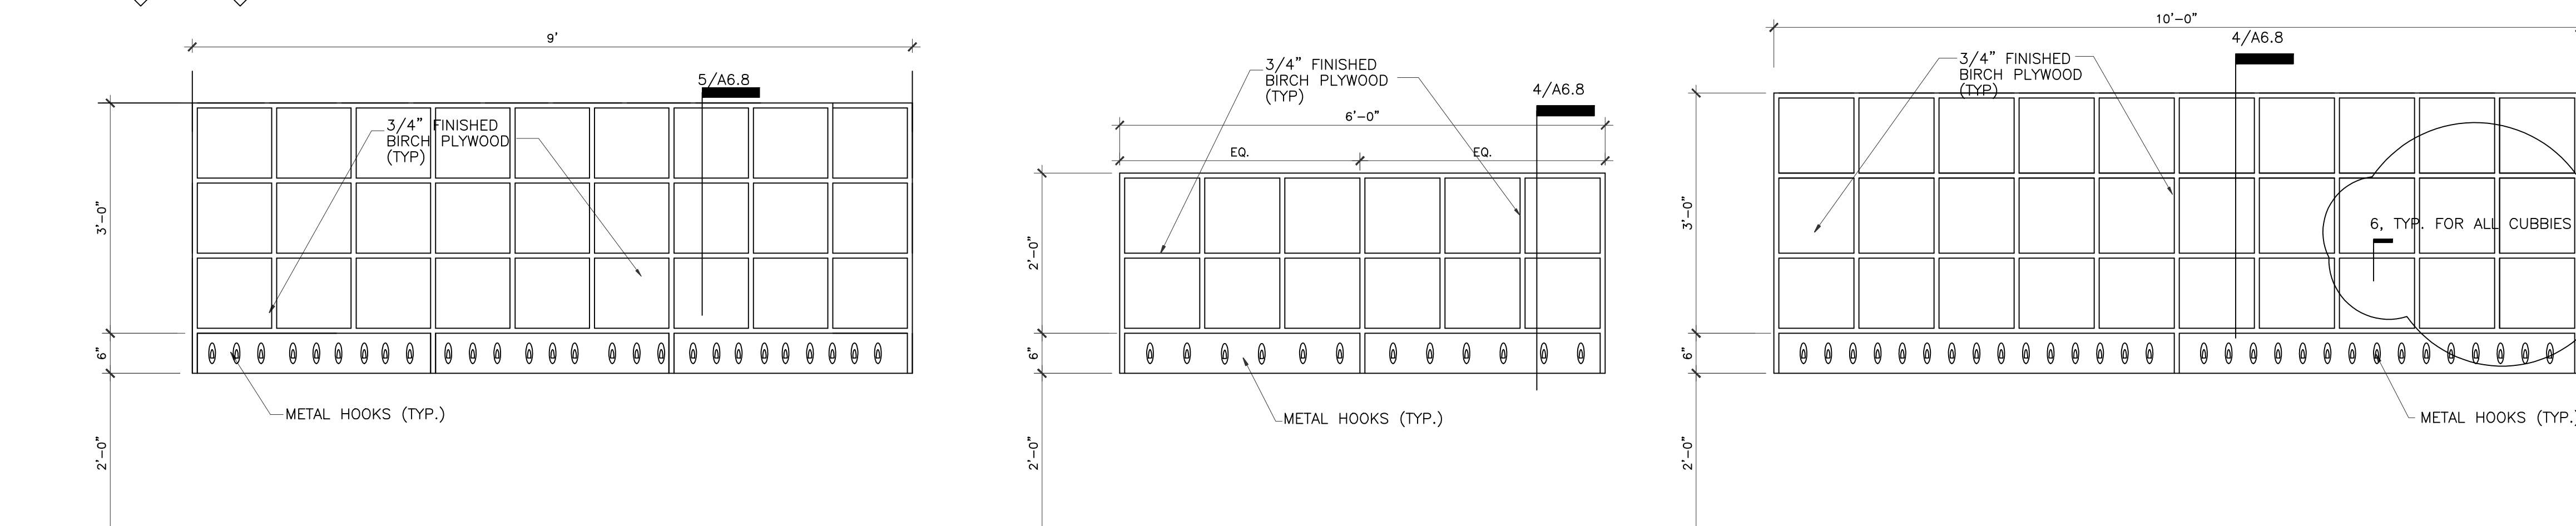 9'
5/A6.8
3/4" FINISHED
BIRCH PLYWOOD
(TYP)
3'-0"
6"
2'-0"
METAL HOOKS (TYP.)
3/4" FINISHED
BIRCH PLYWOOD
(TYP)
4/A6.8
6'-0"
EQ.
EQ.
2'-0"
6"
2'-0"
METAL HOOKS (TYP.)
10'-0"
4/A6.8
3/4" FINISHED
BIRCH PLYWOOD
(TYP)
3'-0"
6, TYP. FOR ALL CUBBIES
6"
2'-0"
METAL HOOKS (TYP.)